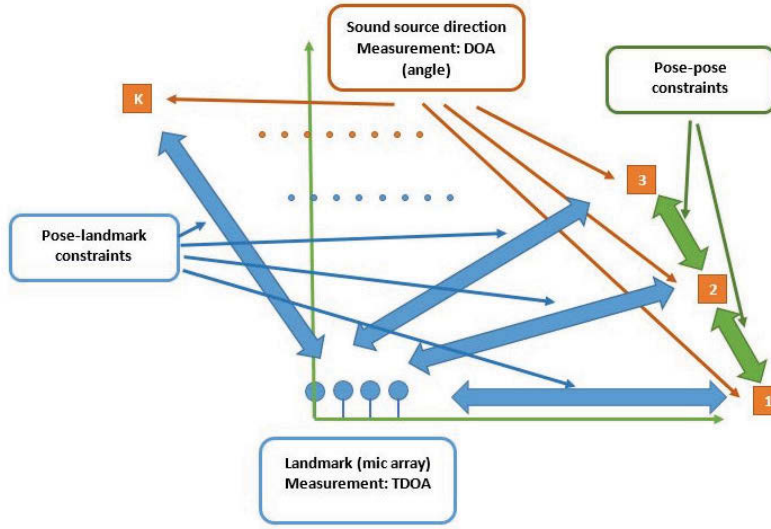 Sound source direction
Measurement: DOA
(angle)
Pose-pose
constraints
K
3
Pose-landmark
constraints
2
1
Landmark (mic array)
Measurement: TDOA